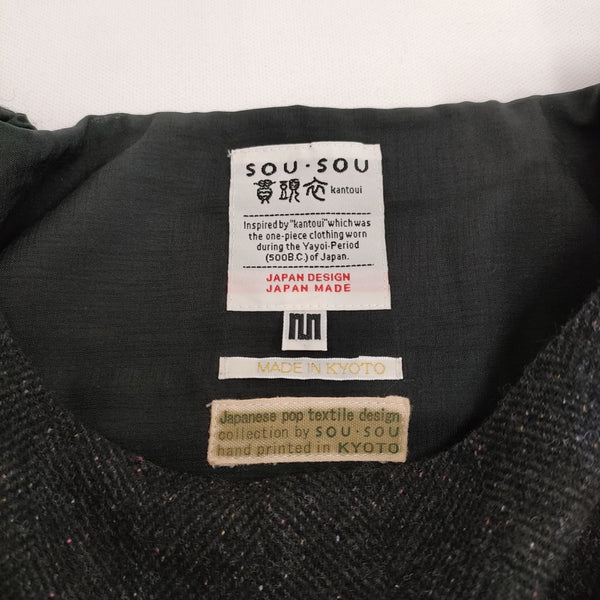 SOU・SOU
貫頭衣 kantoui
Inspired by "kantoui" which was
the one-piece clothing worn
during the Yayoi-Period
(500B.C.) of Japan.
JAPAN DESIGN
JAPAN MADE
MADE IN KYOTO
Japanese pop textile design
collection by SOU・SOU
hand printed in KYOTO